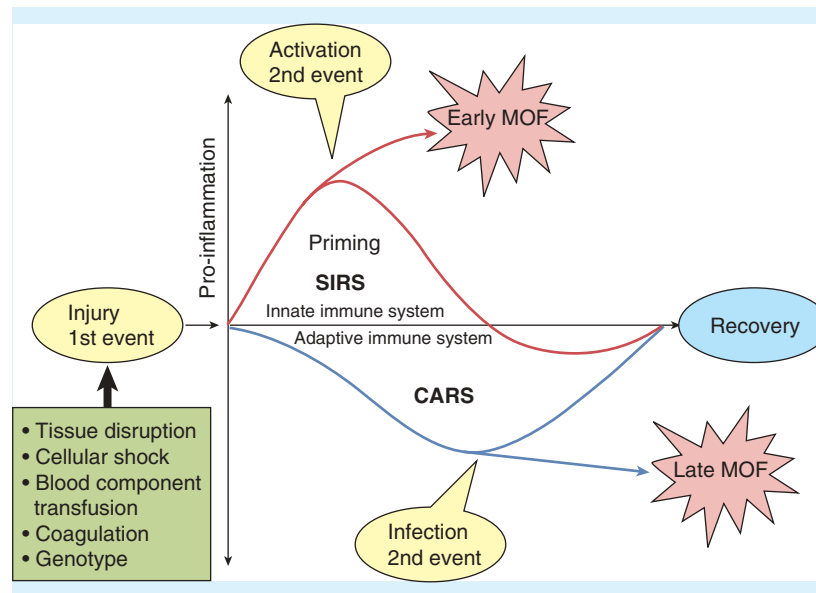 Activation
2nd event
Early MOF
Pro-inflammation
Priming
SIRS
Innate immune system
Injury
1st event
Recovery
Adaptive immune system
CARS
• Tissue disruption
• Cellular shock
• Blood component
transfusion
• Coagulation
• Genotype
Late MOF
Infection
2nd event